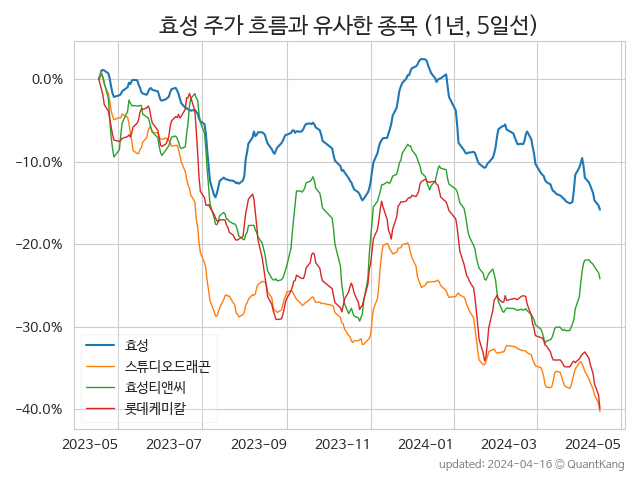 효성 주가 흐름과 유사한 종목 (1년, 5일선)
0.0%
−10.0%
−20.0%
−30.0%
−40.0%
효성
스튜디오드래곤
효성티앤씨
롯데케미칼
2023-05 2023-07 2023-09 2023-11 2024-01 2024-03 2024-05
updated: 2024-04-16 © QuantKang